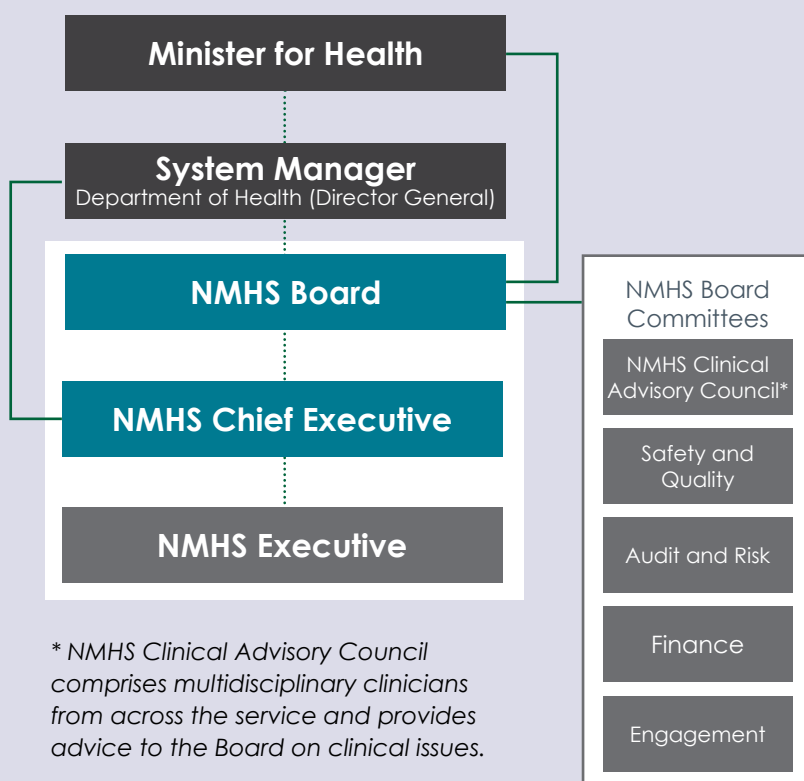 Minister for Health
System Manager
Department of Health (Director General)
NMHS Board
NMHS Chief Executive
NMHS Executive
* NMHS Clinical Advisory Council
comprises multidisciplinary clinicians
from across the service and provides
advice to the Board on clinical issues.
NMHS Board
Committees
NMHS Clinical
Advisory Council*
Safety and
Quality
Audit and Risk
Finance
Engagement